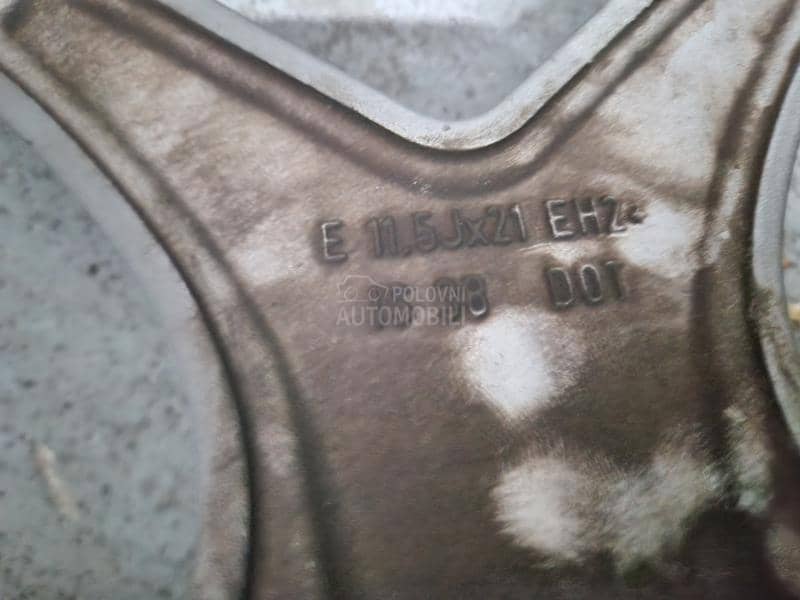 E 11.5Jx21 EH2+
DOT
POLOVNI
AUTOMOBILI